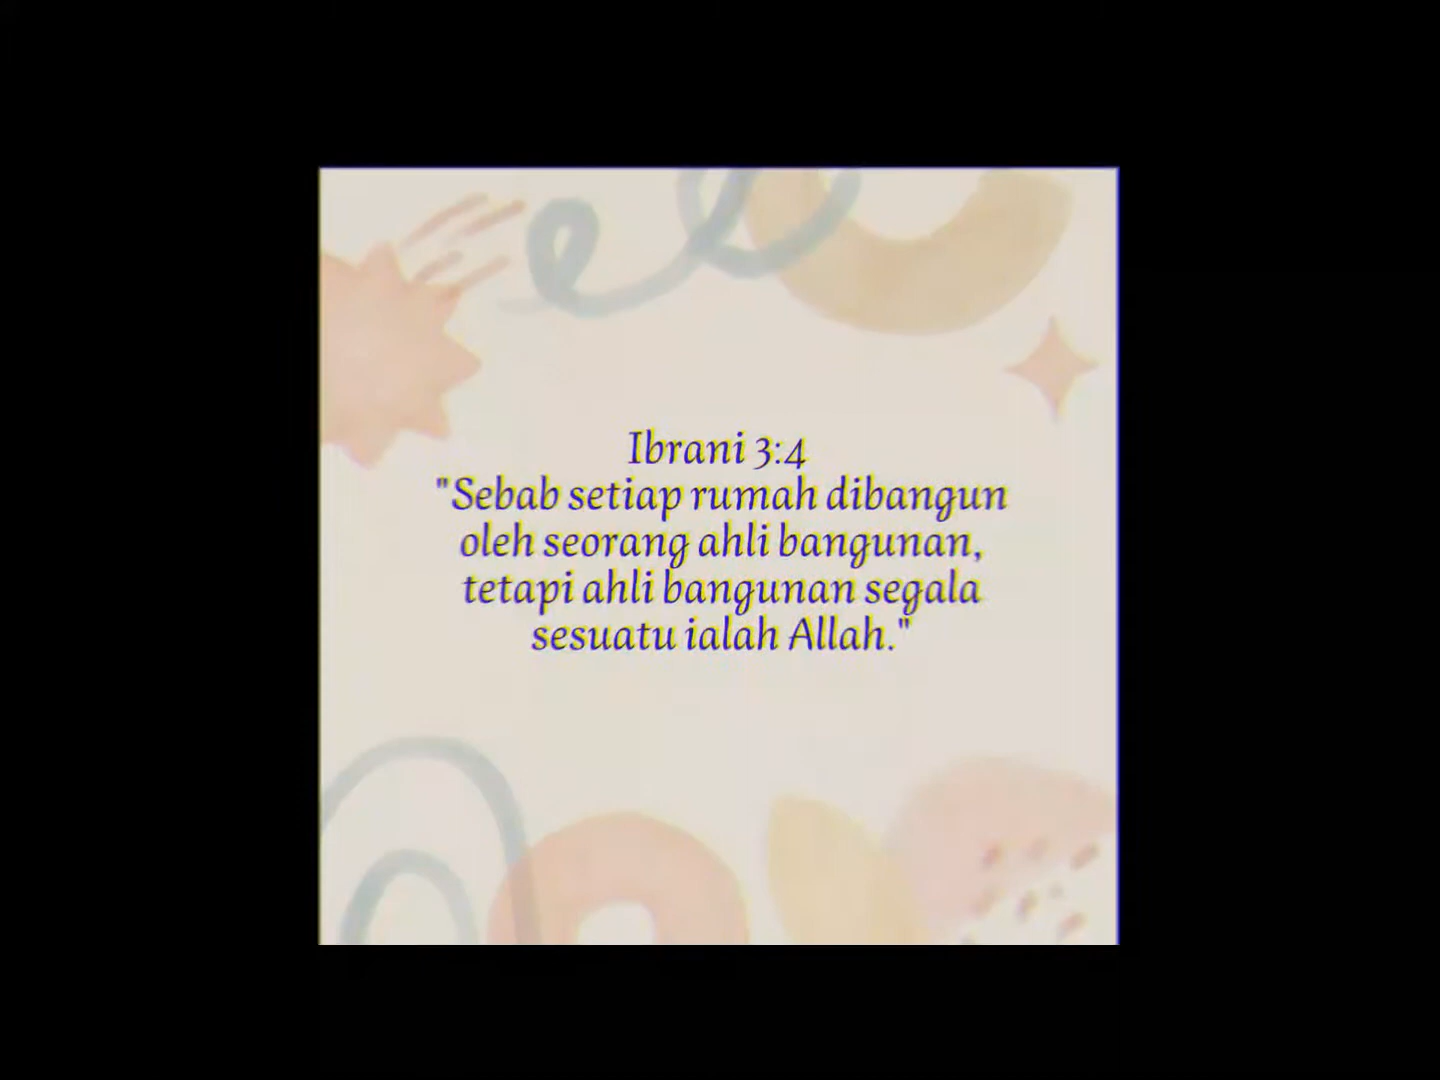 Ibrani 3:4
"Sebab setiap rumah dibangun
oleh seorang ahli bangunan,
tetapi ahli bangunan segala
sesuatu ialah Allah."